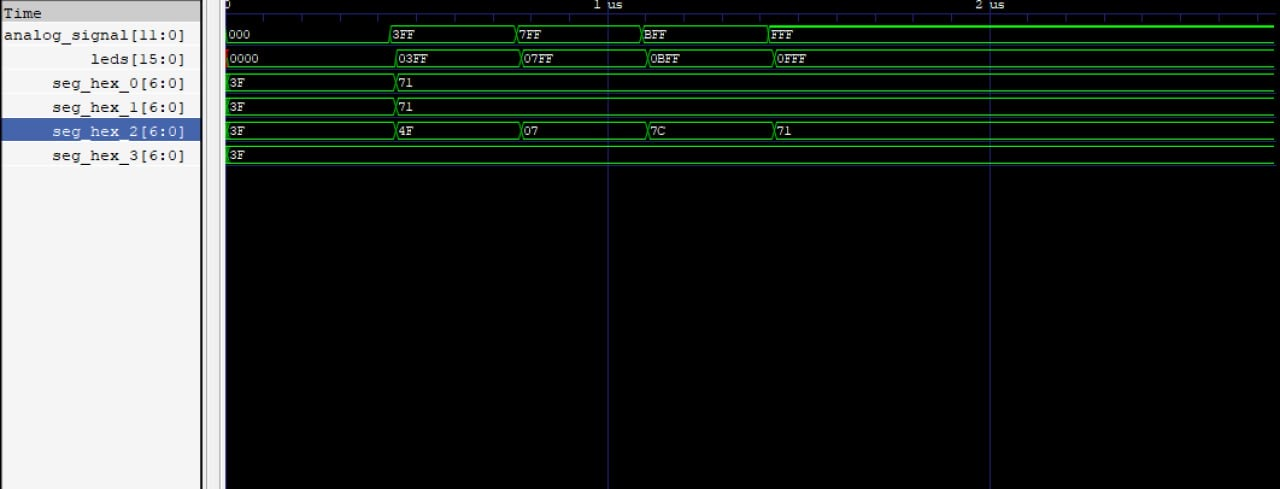 Time
0 1 us 2 us
analog_signal[11:0] 000 3FF 7FF BFF FFF
leds[15:0] 0000 03FF 07FF 0BFF 0FFF
seg_hex_0[6:0] 3F 71
seg_hex_1[6:0] 3F 71
seg_hex_2[6:0] 3F 4F 07 7C 71
seg_hex_3[6:0] 3F